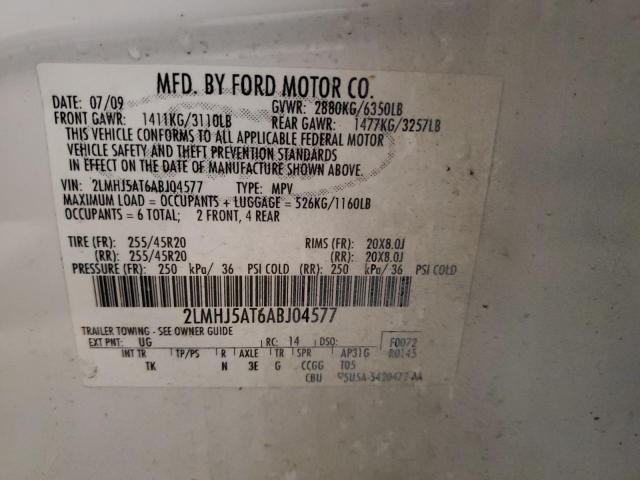 MFD. BY FORD MOTOR CO.
DATE: 07/09 GVWR: 2880KG/6350LB
FRONT GAWR: 1411KG/3110LB REAR GAWR: 1477KG/3257LB
THIS VEHICLE CONFORMS TO ALL APPLICABLE FEDERAL MOTOR
VEHICLE SAFETY AND THEFT PREVENTION STANDARDS
IN EFFECT ON THE DATE OF MANUFACTURE SHOWN ABOVE.
VIN: 2LMHJ5AT6ABJ04577 TYPE: MPV
MAXIMUM LOAD = OCCUPANTS + LUGGAGE = 526KG/1160LB
OCCUPANTS = 6 TOTAL; 2 FRONT, 4 REAR
TIRE (FR): 255/45R20 RIMS (FR): 20X8.0J
(RR): 255/45R20 (RR): 20X8.0J
PRESSURE (FR): 250 kPa/ 36 PSI COLD (RR): 250 kPa/ 36 PSI COLD
2LMHJ5AT6ABJ04577
TRAILER TOWING - SEE OWNER GUIDE
EXT PNT: UG RC: 14 DSO: F0072
INT TR TP/PS R AXLE TR SPR AP31G R0145
TK N 3E G CCGG T05
CBU 5U5A-5420472-AA